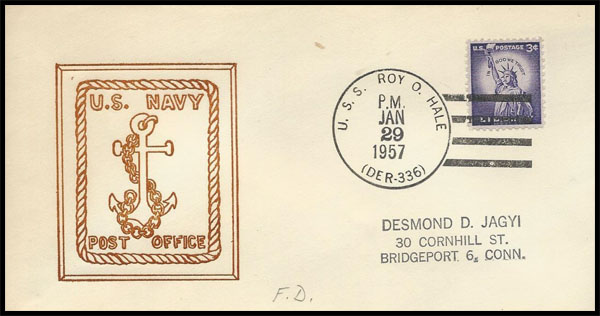 U.S. NAVY
POST OFFICE
U. S. S. ROY O. HALE
P.M.
JAN
29
1957
(DER-336)
U.S. POSTAGE 3¢
IN GOD WE TRUST
DESMOND D. JAGYI
30 CORNHILL ST.
BRIDGEPORT 6, CONN.
F.D.